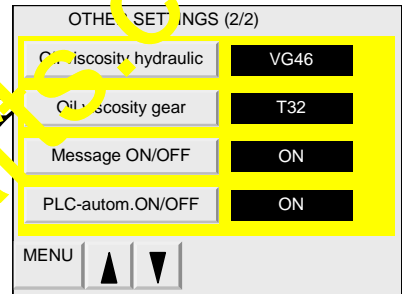 OTHER SETTINGS (2/2)
Oil viscosity hydraulic VG46
Oil viscosity gear T32
Message ON/OFF ON
PLC-autom.ON/OFF ON
MENU